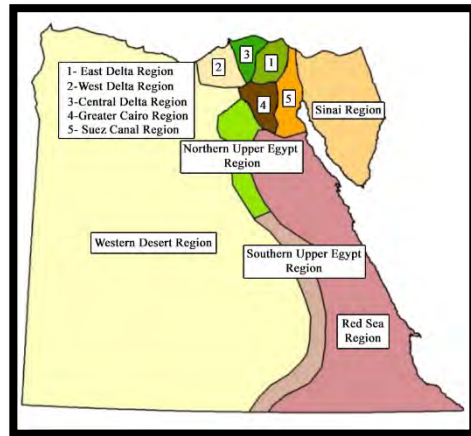 1- East Delta Region
2-West Delta Region
3-Central Delta Region
4-Greater Cairo Region
5- Suez Canal Region
2
3
1
4
5
Sinai Region
Northern Upper Egypt
Region
Western Desert Region
Southern Upper Egypt
Region
Red Sea
Region